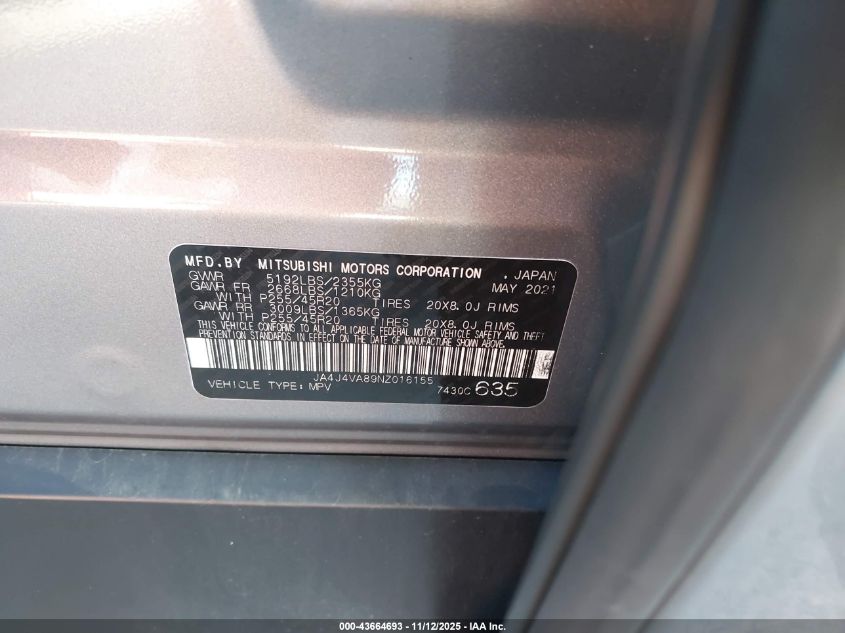 MFD.BY MITSUBISHI MOTORS CORPORATION , JAPAN
GVWR 5192LBS/2355KG MAY 2021
GAWR FR 2668LBS/1210KG
WITH P255/45R20 TIRES 20X8.0J RIMS
GAWR RR 3009LBS/1365KG
WITH P255/45R20 TIRES 20X8.0J RIMS
THIS VEHICLE CONFORMS TO ALL APPLICABLE FEDERAL MOTOR VEHICLE SAFETY AND THEFT
PREVENTION STANDARDS IN EFFECT ON THE DATE OF MANUFACTURE SHOWN ABOVE.
JA4J4VA89NZ016155
VEHICLE TYPE: MPV 7430C 635
000-43664693 - 11/12/2025 - IAA Inc.